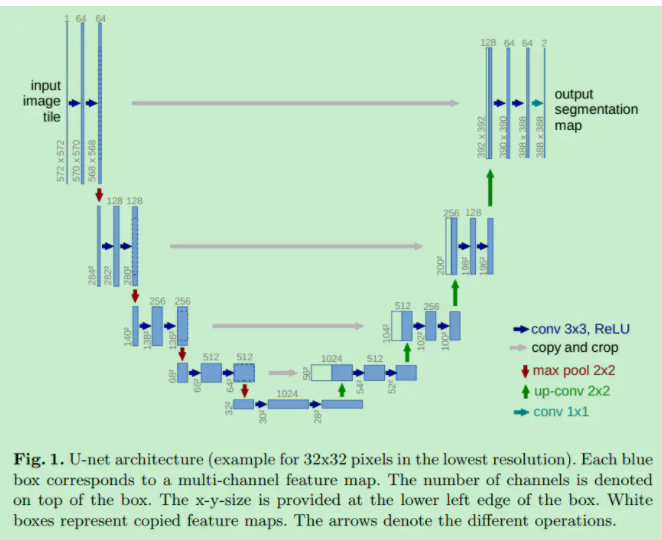 1 64 64
128 64 64 2
input
image
tile
output
segmentation
map
572 x 572
570 x 570
568 x 568
392 x 392
390 x 390
388 x 388
388 x 388
128 128
256 128
284²
282²
280²
200²
198²
196²
256 256
512 256
140²
138²
136²
104²
102²
100²
512 512
1024 512
68²
66²
64²
56²
54²
52²
1024
32²
30²
28²
conv 3x3, ReLU
copy and crop
max pool 2x2
up-conv 2x2
conv 1x1
Fig. 1. U-net architecture (example for 32x32 pixels in the lowest resolution). Each blue
box corresponds to a multi-channel feature map. The number of channels is denoted
on top of the box. The x-y-size is provided at the lower left edge of the box. White
boxes represent copied feature maps. The arrows denote the different operations.